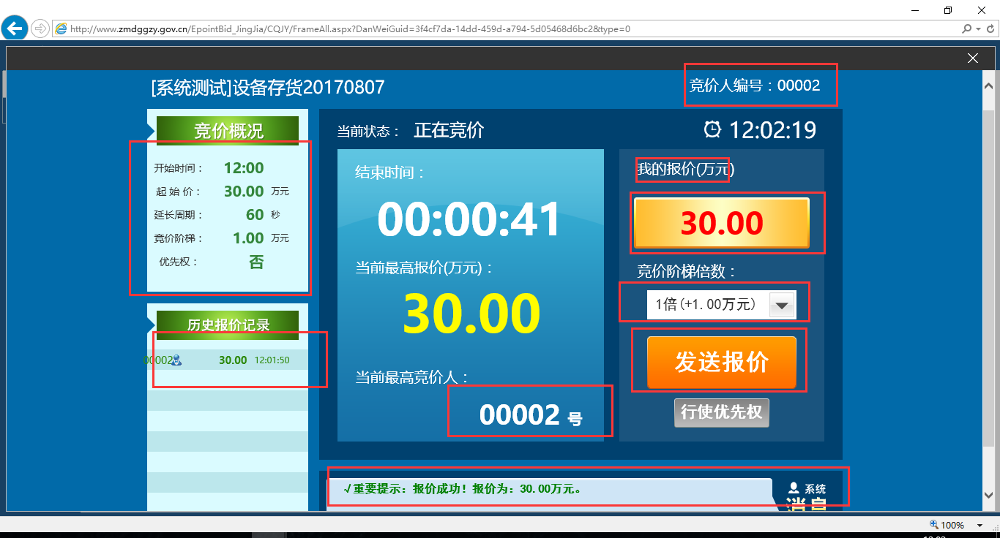 http://www.zmdggzy.gov.cn/EpointBid_JingJia/CQJY/FrameAll.aspx?DanWeiGuid=3f4cf7da-14dd-459d-a794-5d05468d6bc2&type=0
[系统测试]设备存货20170807
竞价人编号：00002
竞价概况
开始时间： 12:00
起 始 价： 30.00 万元
延长周期： 60 秒
竞价阶梯： 1.00 万元
优先权： 否
历史报价记录
00002 30.00 12:01:50
当前状态： 正在竞价
12:02:19
结束时间：
00:00:41
当前最高报价(万元)：
30.00
当前最高竞价人：
00002 号
我的报价(万元)
30.00
竞价阶梯倍数：
1倍(+1.00万元)
发送报价
行使优先权
√重要提示：报价成功！报价为：30.00万元。
系统
消息
100%